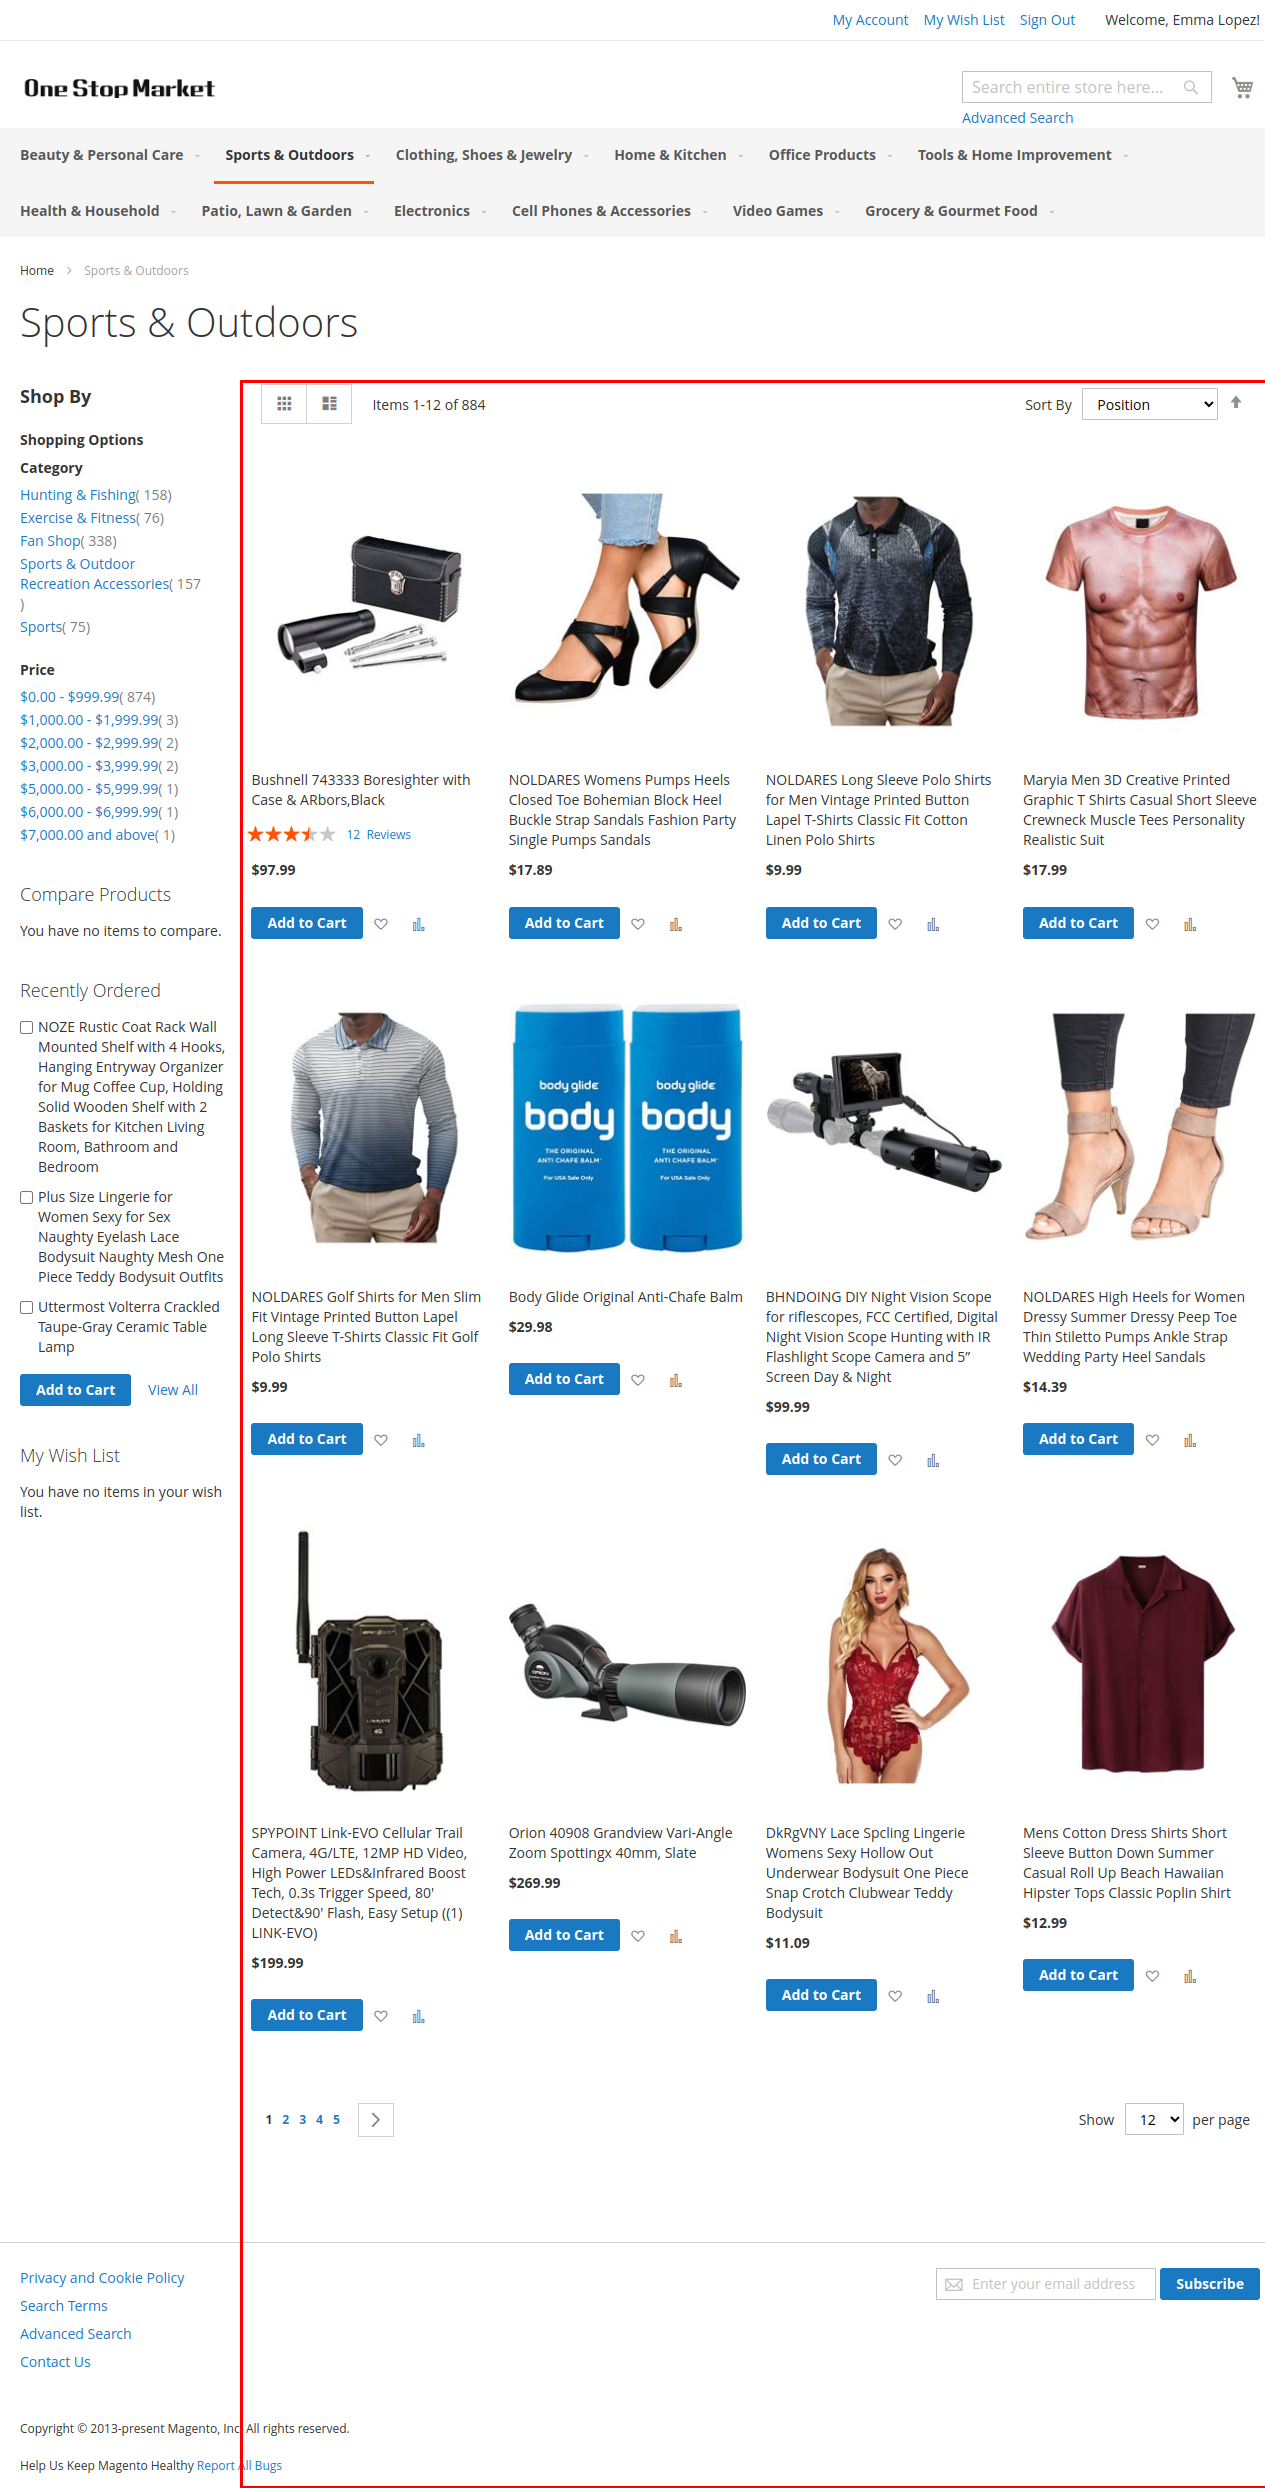 My Account My Wish List Sign Out Welcome, Emma Lopez!
One Stop Market
Search entire store here...
Advanced Search
Beauty & Personal Care Sports & Outdoors Clothing, Shoes & Jewelry Home & Kitchen Office Products Tools & Home Improvement
Health & Household Patio, Lawn & Garden Electronics Cell Phones & Accessories Video Games Grocery & Gourmet Food
Home Sports & Outdoors
Sports & Outdoors
Shop By
Shopping Options
Category
Hunting & Fishing( 158)
Exercise & Fitness( 76)
Fan Shop( 338)
Sports & Outdoor
Recreation Accessories( 157
)
Sports( 75)
Price
$0.00 - $999.99( 874)
$1,000.00 - $1,999.99( 3)
$2,000.00 - $2,999.99( 2)
$3,000.00 - $3,999.99( 2)
$5,000.00 - $5,999.99( 1)
$6,000.00 - $6,999.99( 1)
$7,000.00 and above( 1)
Compare Products
You have no items to compare.
Recently Ordered
NOZE Rustic Coat Rack Wall
Mounted Shelf with 4 Hooks,
Hanging Entryway Organizer
for Mug Coffee Cup, Holding
Solid Wooden Shelf with 2
Baskets for Kitchen Living
Room, Bathroom and
Bedroom
Plus Size Lingerie for
Women Sexy for Sex
Naughty Eyelash Lace
Bodysuit Naughty Mesh One
Piece Teddy Bodysuit Outfits
Uttermost Volterra Crackled
Taupe-Gray Ceramic Table
Lamp
Add to Cart View All
My Wish List
You have no items in your wish
list.
Items 1-12 of 884
Sort By Position
Bushnell 743333 Boresighter with
Case & ARbors,Black
12 Reviews
$97.99
Add to Cart
NOLDARES Womens Pumps Heels
Closed Toe Bohemian Block Heel
Buckle Strap Sandals Fashion Party
Single Pumps Sandals
$17.89
Add to Cart
NOLDARES Long Sleeve Polo Shirts
for Men Vintage Printed Button
Lapel T-Shirts Classic Fit Cotton
Linen Polo Shirts
$9.99
Add to Cart
Maryia Men 3D Creative Printed
Graphic T Shirts Casual Short Sleeve
Crewneck Muscle Tees Personality
Realistic Suit
$17.99
Add to Cart
NOLDARES Golf Shirts for Men Slim
Fit Vintage Printed Button Lapel
Long Sleeve T-Shirts Classic Fit Golf
Polo Shirts
$9.99
Add to Cart
body glide body glide
body body
THE ORIGINAL THE ORIGINAL
ANTI CHAFE BALM ANTI CHAFE BALM
For USA Sale Only For USA Sale Only
Body Glide Original Anti-Chafe Balm
$29.98
Add to Cart
BHNDOING DIY Night Vision Scope
for riflescopes, FCC Certified, Digital
Night Vision Scope Hunting with IR
Flashlight Scope Camera and 5”
Screen Day & Night
$99.99
Add to Cart
NOLDARES High Heels for Women
Dressy Summer Dressy Peep Toe
Thin Stiletto Pumps Ankle Strap
Wedding Party Heel Sandals
$14.39
Add to Cart
4G
SPYPOINT Link-EVO Cellular Trail
Camera, 4G/LTE, 12MP HD Video,
High Power LEDs&Infrared Boost
Tech, 0.3s Trigger Speed, 80'
Detect&90' Flash, Easy Setup ((1)
LINK-EVO)
$199.99
Add to Cart
ORION
Orion 40908 Grandview Vari-Angle
Zoom Spottingx 40mm, Slate
$269.99
Add to Cart
DkRgVNY Lace Spcling Lingerie
Womens Sexy Hollow Out
Underwear Bodysuit One Piece
Snap Crotch Clubwear Teddy
Bodysuit
$11.09
Add to Cart
Mens Cotton Dress Shirts Short
Sleeve Button Down Summer
Casual Roll Up Beach Hawaiian
Hipster Tops Classic Poplin Shirt
$12.99
Add to Cart
1 2 3 4 5
Show 12 per page
Privacy and Cookie Policy
Search Terms
Advanced Search
Contact Us
Enter your email address Subscribe
Copyright © 2013-present Magento, Inc. All rights reserved.
Help Us Keep Magento Healthy Report All Bugs